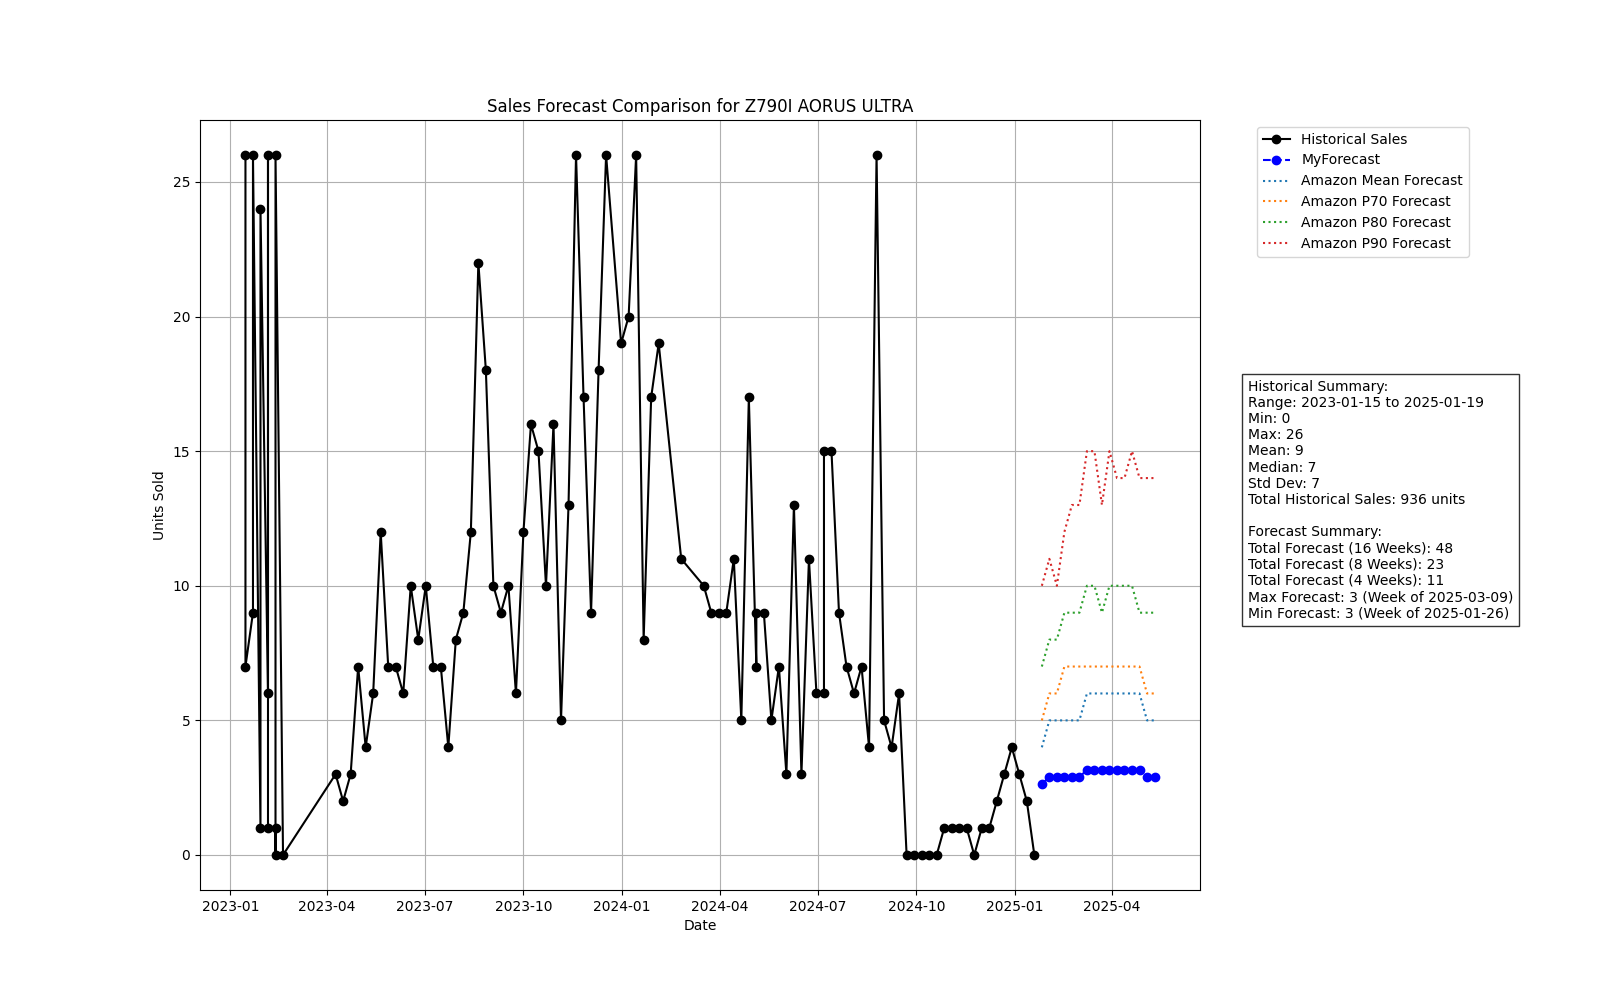 Sales Forecast Comparison for Z790I AORUS ULTRA
Historical Sales
MyForecast
Amazon Mean Forecast
Amazon P70 Forecast
Amazon P80 Forecast
Amazon P90 Forecast
25
20
15
10
5
0
Units Sold
2023-01 2023-04 2023-07 2023-10 2024-01 2024-04 2024-07 2024-10 2025-01 2025-04
Date
Historical Summary:
Range: 2023-01-15 to 2025-01-19
Min: 0
Max: 26
Mean: 9
Median: 7
Std Dev: 7
Total Historical Sales: 936 units
Forecast Summary:
Total Forecast (16 Weeks): 48
Total Forecast (8 Weeks): 23
Total Forecast (4 Weeks): 11
Max Forecast: 3 (Week of 2025-03-09)
Min Forecast: 3 (Week of 2025-01-26)